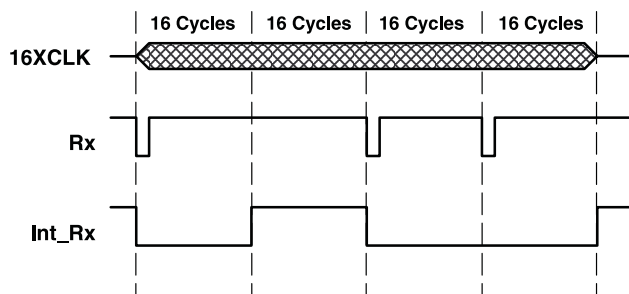 16 Cycles 16 Cycles 16 Cycles 16 Cycles
16XCLK
Rx
Int_Rx